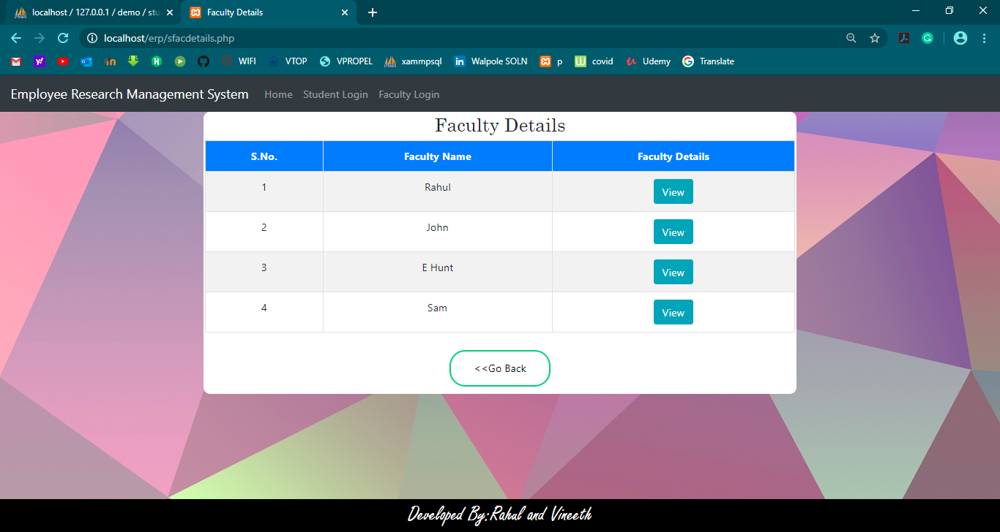 localhost / 127.0.0.1 / demo / stu
Faculty Details
localhost/erp/sfacdetails.php
WIFI VTOP VPROPEL xammpsql Walpole SOLN p covid Udemy Translate
Employee Research Management System Home Student Login Faculty Login
Faculty Details
S.No. Faculty Name Faculty Details
1 Rahul View
2 John View
3 E Hunt View
4 Sam View
<<Go Back
Developed By:Rahul and Vineeth